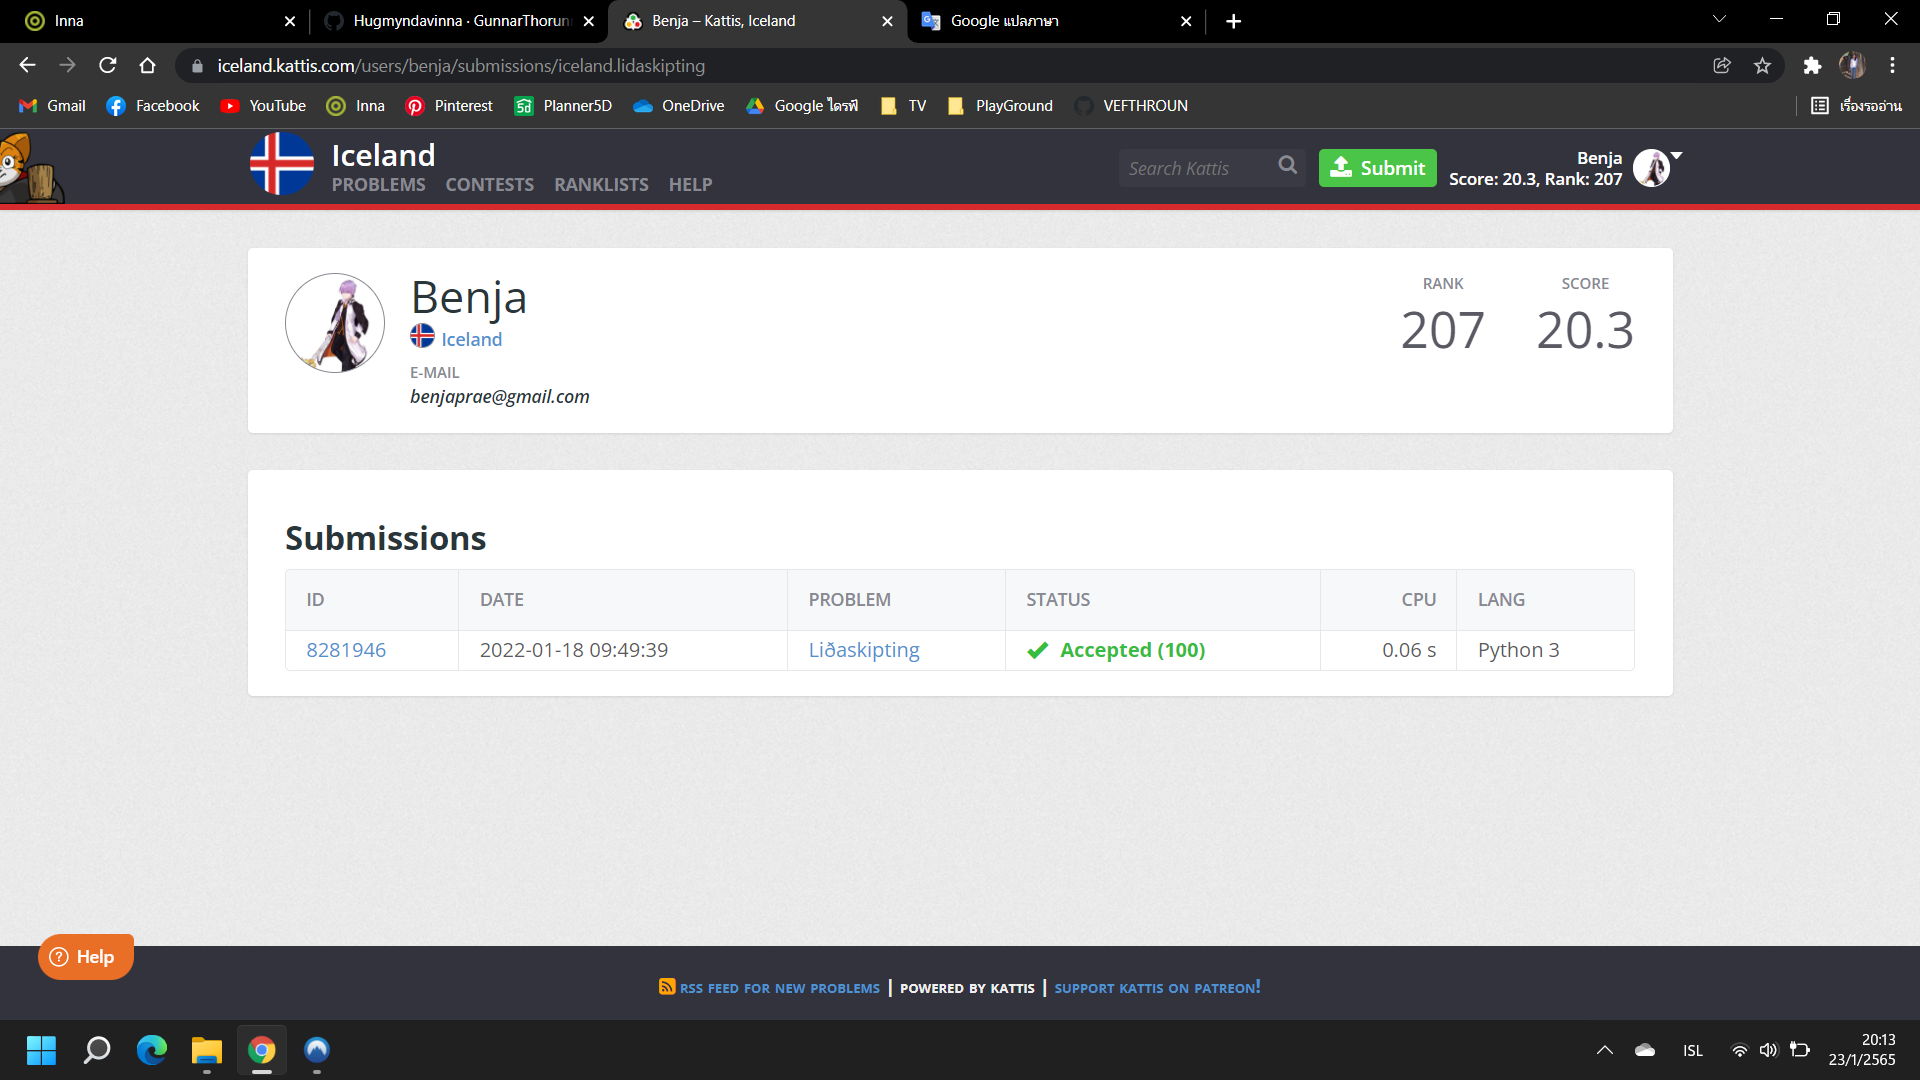 Inna
Hugmyndavinna · GunnarThorun
Benja – Kattis, Iceland
Google แปลภาษา
iceland.kattis.com/users/benja/submissions/iceland.lidaskipting
Gmail
Facebook
YouTube
Inna
Pinterest
Planner5D
OneDrive
Google ไดรฟ์
TV
PlayGround
VEFTHROUN
เรื่องรออ่าน
Iceland
PROBLEMS CONTESTS RANKLISTS HELP
Search Kattis
Submit
Benja
Score: 20.3, Rank: 207
Benja
Iceland
E-MAIL
benjaprae@gmail.com
RANK
207
SCORE
20.3
Submissions
ID DATE PROBLEM STATUS CPU LANG
8281946 2022-01-18 09:49:39 Liðaskipting Accepted (100) 0.06 s Python 3
Help
RSS FEED FOR NEW PROBLEMS | POWERED BY KATTIS | SUPPORT KATTIS ON PATREON!
ISL
20:13
23/1/2565